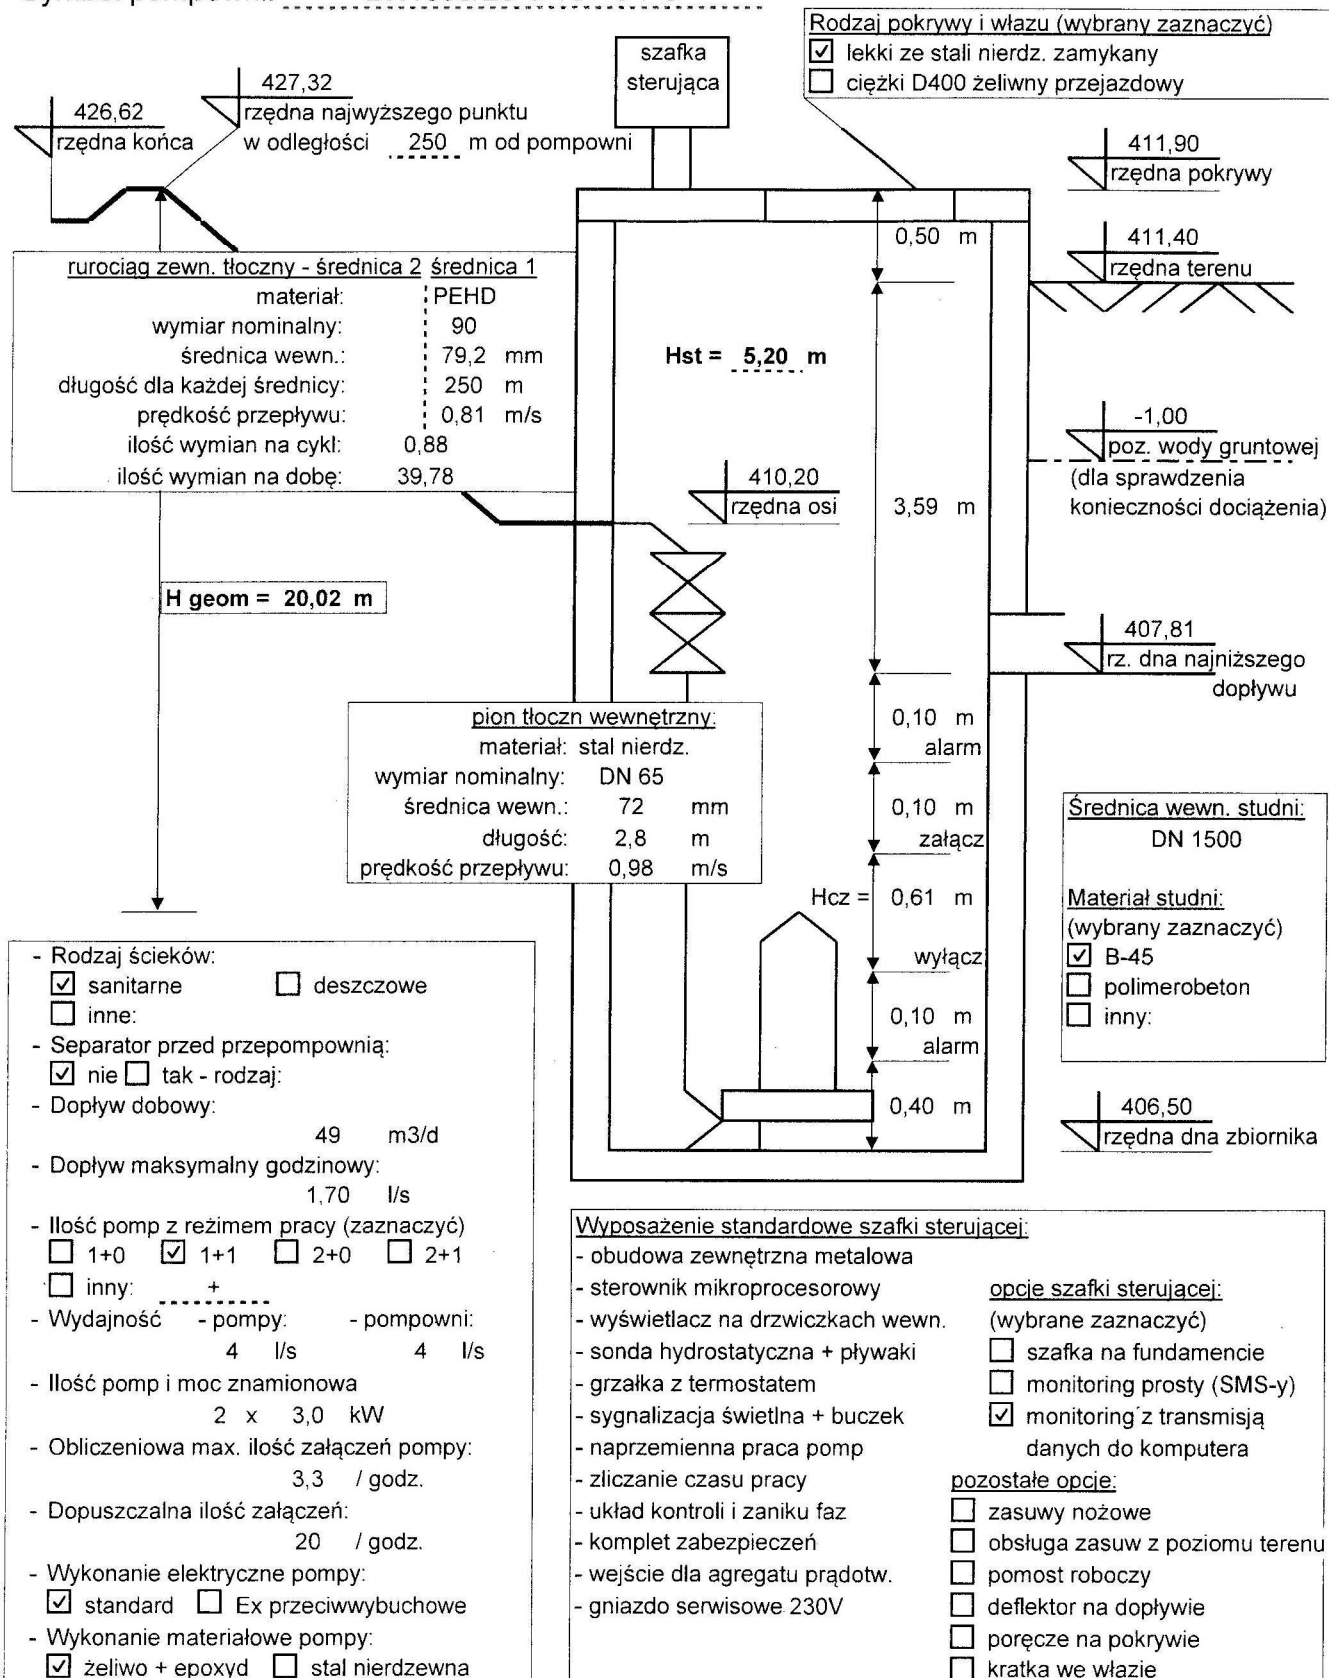 Rodzaj pokrywy i włazu (wybrany zaznaczyć)
lekki ze stali nierdz. zamykany
ciężki D400 żeliwny przejazdowy
szafka
sterująca
427,32
rzędna najwyższego punktu
w odległości 250 m od pompowni
426,62
rzędna końca
411,90
rzędna pokrywy
0,50 m
411,40
rzędna terenu
rurociąg zewn. tłoczny - średnica 2 średnica 1
materiał: PEHD
wymiar nominalny: 90
średnica wewn.: 79,2 mm
długość dla każdej średnicy: 250 m
prędkość przepływu: 0,81 m/s
ilość wymian na cykl: 0,88
ilość wymian na dobę: 39,78
Hst = 5,20 m
-1,00
poz. wody gruntowej
(dla sprawdzenia
konieczności dociążenia)
410,20
rzędna osi
3,59 m
H geom = 20,02 m
407,81
rz. dna najniższego
dopływu
pion tłoczn wewnętrzny:
materiał: stal nierdz.
wymiar nominalny: DN 65
średnica wewn.: 72 mm
długość: 2,8 m
prędkość przepływu: 0,98 m/s
0,10 m
alarm
0,10 m
załącz
Hcz = 0,61 m
wyłącz
0,10 m
alarm
0,40 m
Średnica wewn. studni:
DN 1500
Materiał studni:
(wybrany zaznaczyć)
B-45
polimerobeton
inny:
406,50
rzędna dna zbiornika
- Rodzaj ścieków:
sanitarne deszczowe
inne:
- Separator przed przepompownią:
nie tak - rodzaj:
- Dopływ dobowy:
49 m3/d
- Dopływ maksymalny godzinowy:
1,70 l/s
- Ilość pomp z reżimem pracy (zaznaczyć)
1+0 1+1 2+0 2+1
inny: +
- Wydajność - pompy: - pompowni:
4 l/s 4 l/s
- Ilość pomp i moc znamionowa
2 x 3,0 kW
- Obliczeniowa max. ilość załączeń pompy:
3,3 / godz.
- Dopuszczalna ilość załączeń:
20 / godz.
- Wykonanie elektryczne pompy:
standard Ex przeciwwybuchowe
- Wykonanie materiałowe pompy:
żeliwo + epoxyd stal nierdzewna
Wyposażenie standardowe szafki sterującej:
- obudowa zewnętrzna metalowa
- sterownik mikroprocesorowy
- wyświetlacz na drzwiczkach wewn.
- sonda hydrostatyczna + pływaki
- grzałka z termostatem
- sygnalizacja świetlna + buczek
- naprzemienna praca pomp
- zliczanie czasu pracy
- układ kontroli i zaniku faz
- komplet zabezpieczeń
- wejście dla agregatu prądotw.
- gniazdo serwisowe 230V
opcje szafki sterującej:
(wybrane zaznaczyć)
szafka na fundamencie
monitoring prosty (SMS-y)
monitoring z transmisją
danych do komputera
pozostałe opcje:
zasuwy nożowe
obsługa zasuw z poziomu terenu
pomost roboczy
deflektor na dopływie
poręcze na pokrywie
kratka we włazie